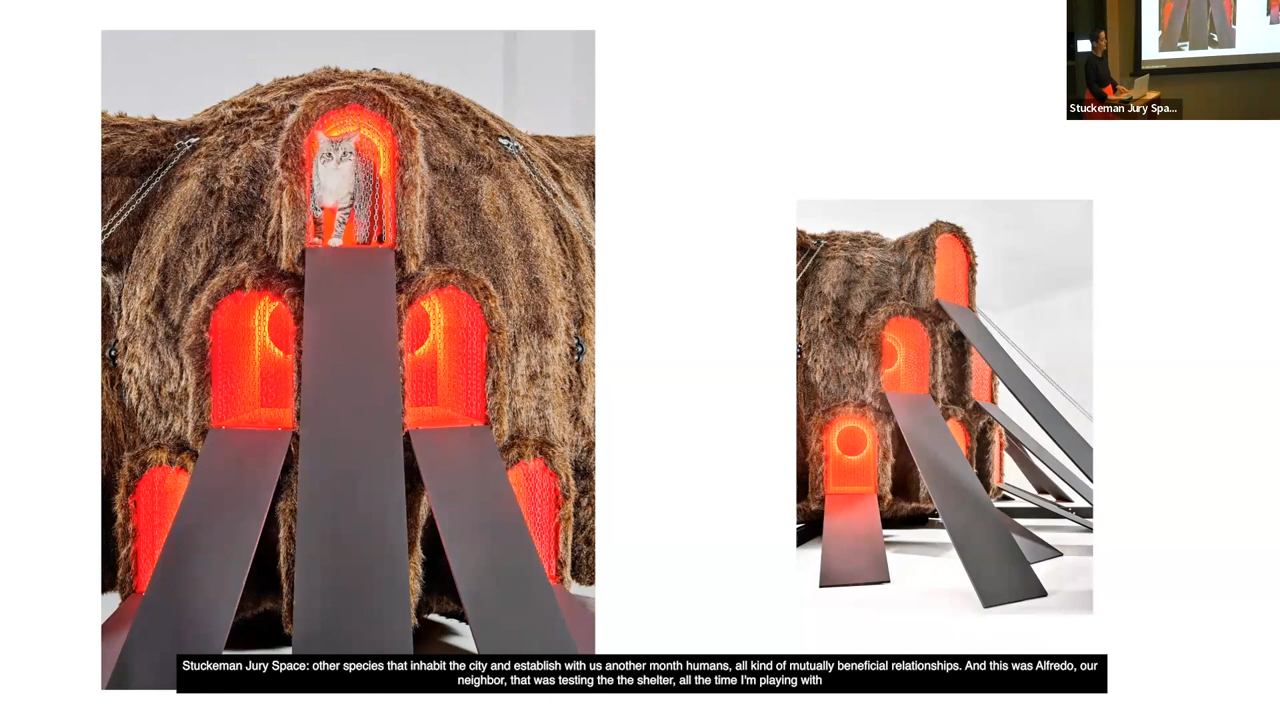 Stuckeman Jury Spa...
Stuckeman Jury Space: other species that inhabit the city and establish with us another month humans, all kind of mutually beneficial relationships. And this was Alfredo, our
neighbor, that was testing the the shelter, all the time I'm playing with